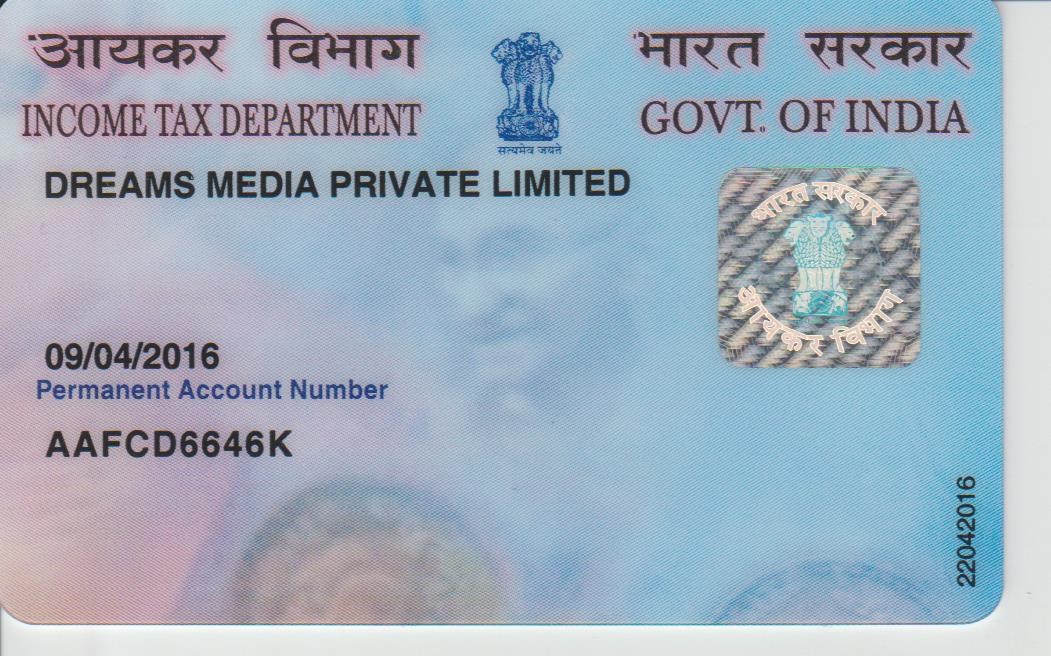 आयकर विभाग
INCOME TAX DEPARTMENT
सत्यमेव जयते
भारत सरकार
GOVT. OF INDIA
DREAMS MEDIA PRIVATE LIMITED
भारत सरकार
आयकर विभाग
09/04/2016
Permanent Account Number
AAFCD6646K
22042016